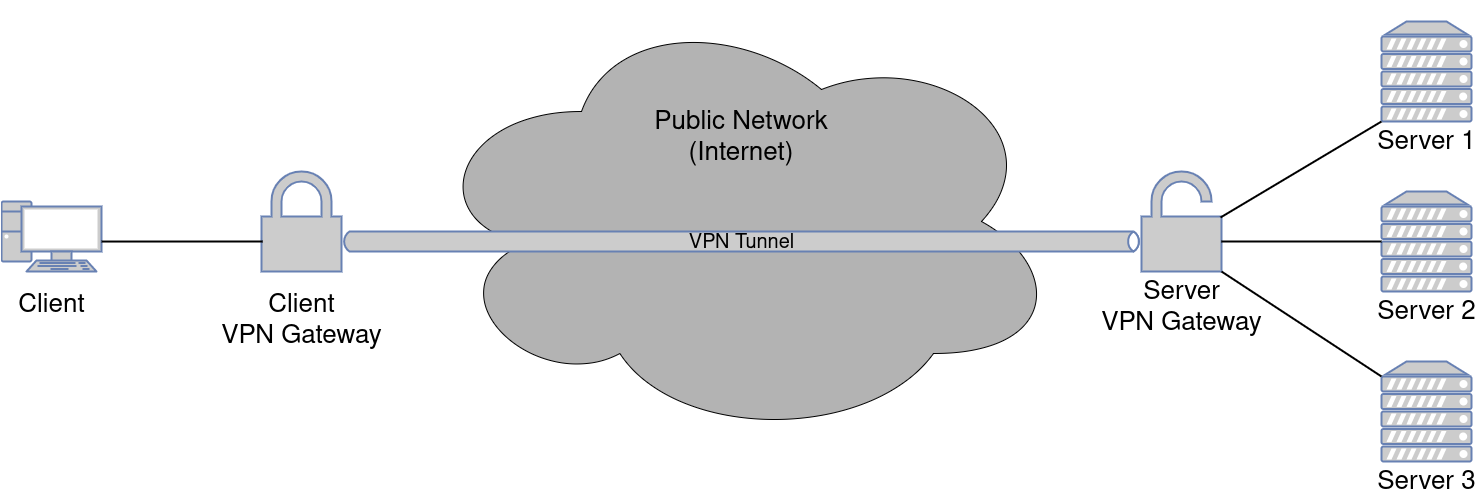 Public Network
(Internet)
VPN Tunnel
Client
Client
VPN Gateway
Server
VPN Gateway
Server 1
Server 2
Server 3